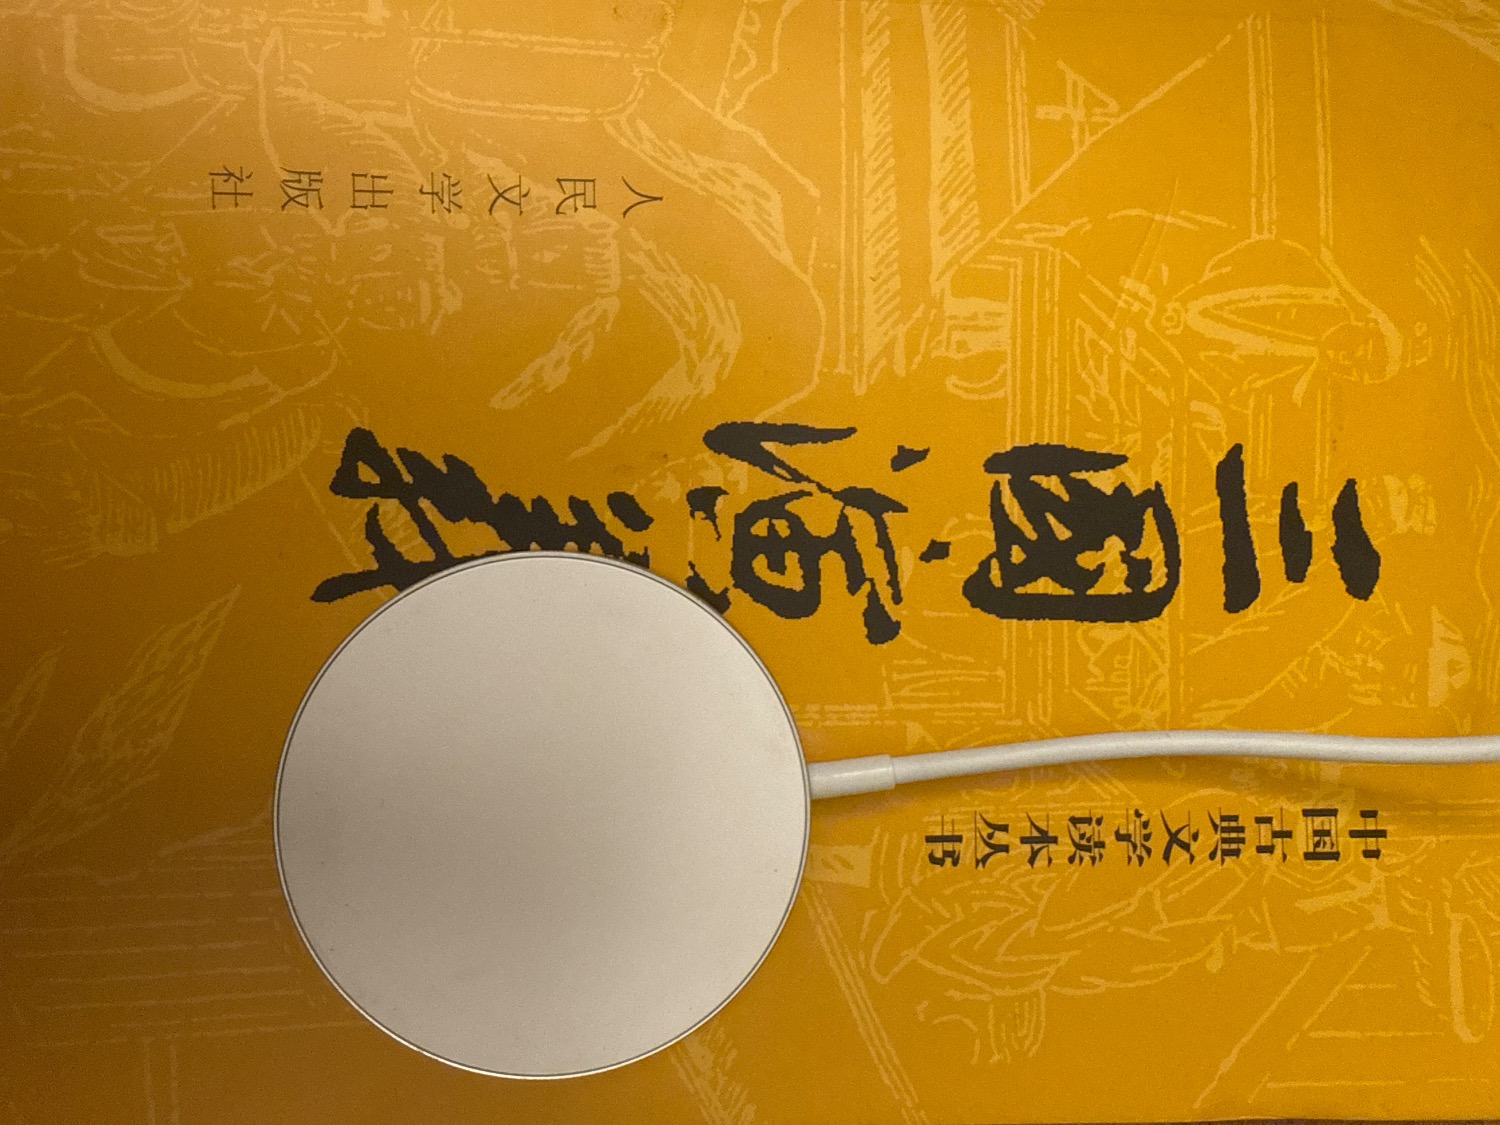 中国古典文学读本丛书
三國演義
人民文学出版社